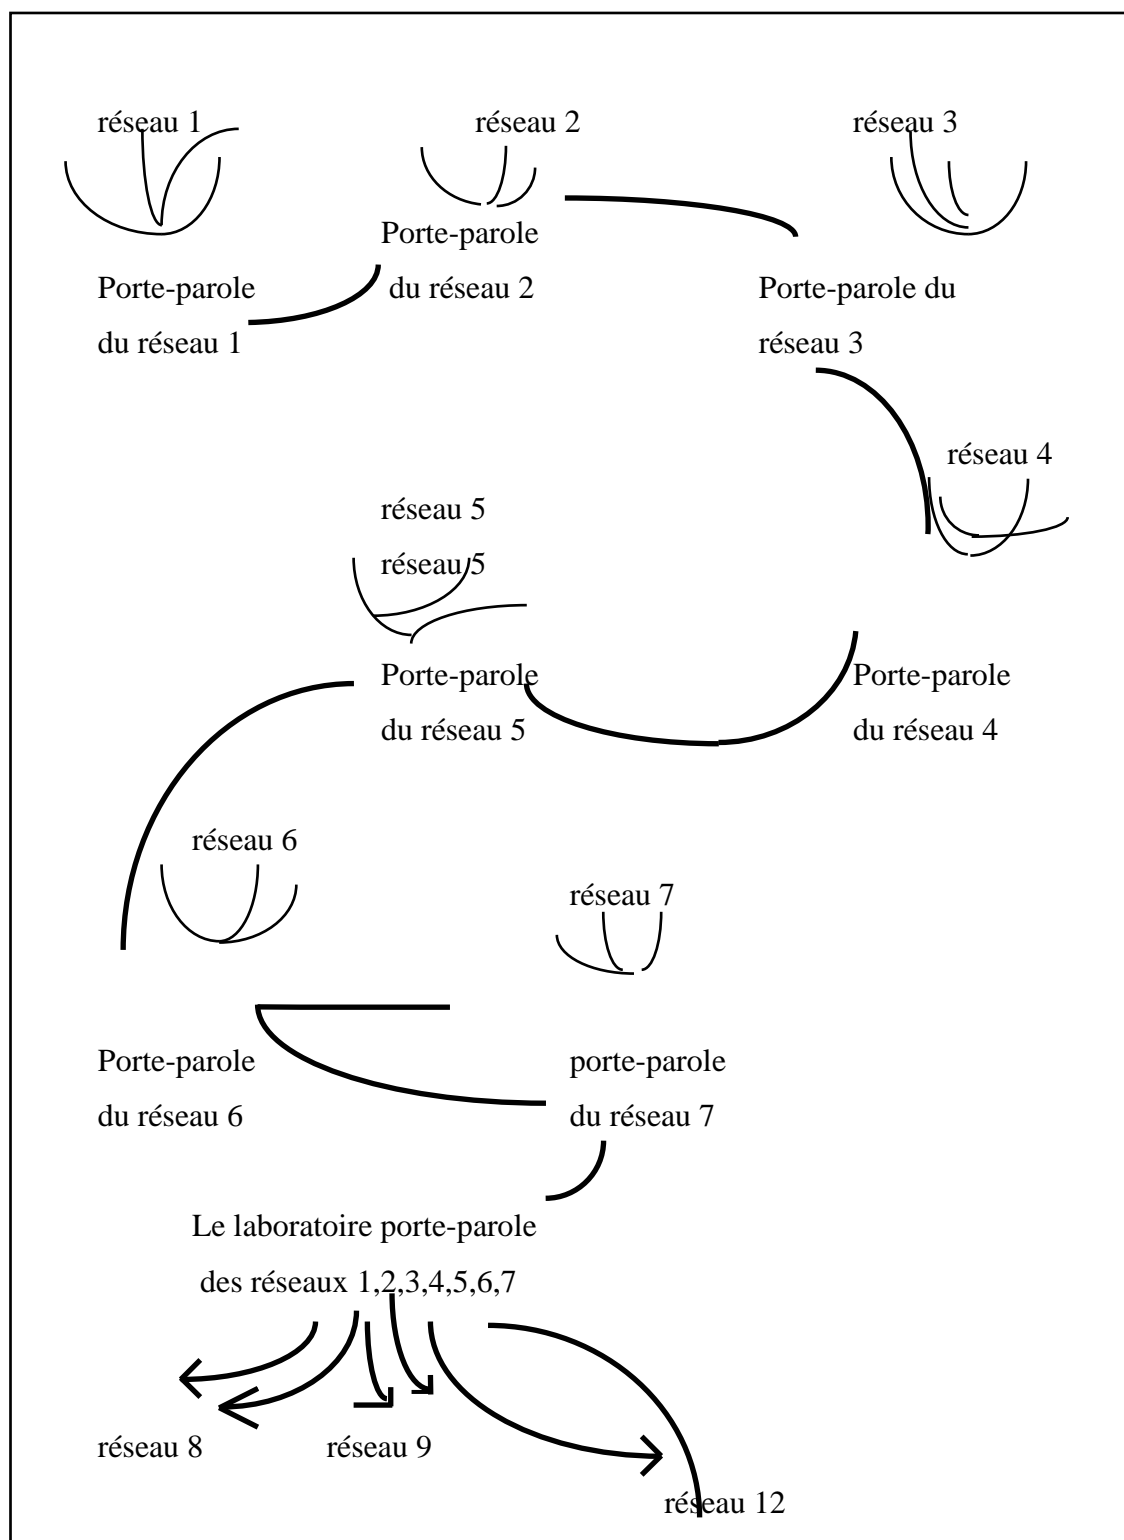 réseau 1
réseau 2
réseau 3
Porte-parole
du réseau 2
Porte-parole
du réseau 1
Porte-parole du
réseau 3
réseau 4
réseau 5
réseau 5
Porte-parole
du réseau 5
Porte-parole
du réseau 4
réseau 6
réseau 7
Porte-parole
du réseau 6
porte-parole
du réseau 7
Le laboratoire porte-parole
des réseaux 1,2,3,4,5,6,7
réseau 8
réseau 9
réseau 12